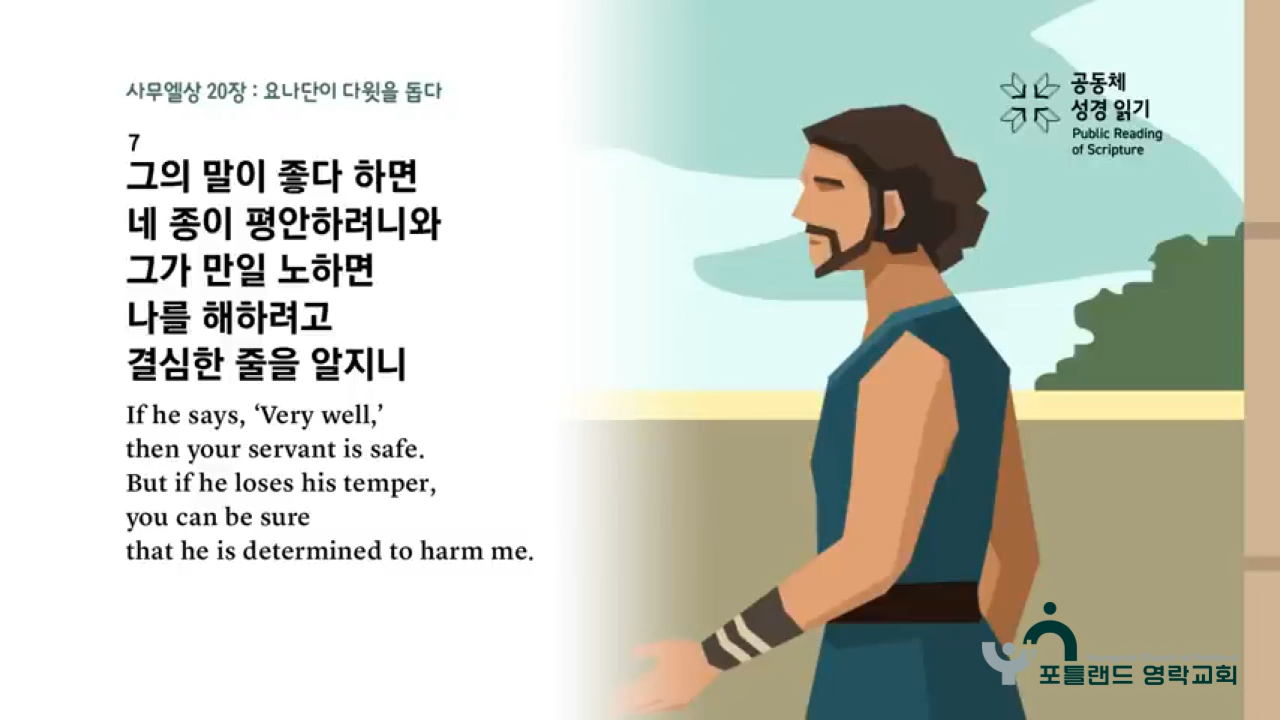 사무엘상 20장 : 요나단이 다윗을 돕다
7
그의 말이 좋다 하면
네 종이 평안하려니와
그가 만일 노하면
나를 해하려고
결심한 줄을 알지니
If he says, ‘Very well,’
then your servant is safe.
But if he loses his temper,
you can be sure
that he is determined to harm me.
공동체
성경 읽기
Public Reading
of Scripture
포틀랜드 영락교회